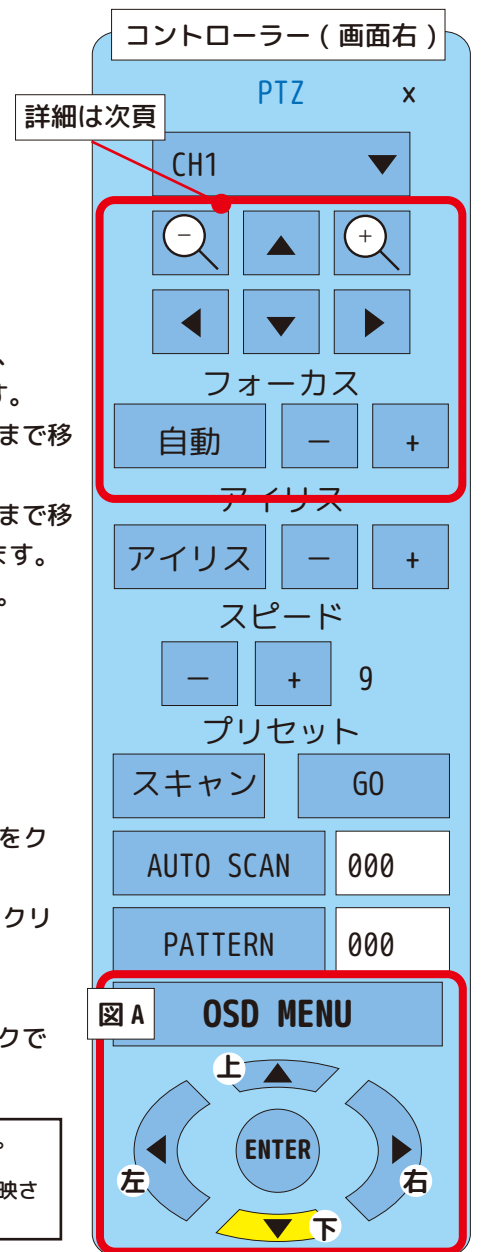 コントローラー ( 画面右 )
PTZ x
詳細は次頁
CH1 ▼
− ▲ +
◀ ▼ ▶
フォーカス
自動 − +
アイリス
アイリス − +
スピード
− + 9
プリセット
スキャン GO
AUTO SCAN 000
PATTERN 000
図 A OSD MENU
上 ▲
◀ ENTER ▶
左 右
▼ 下
、
す。
まで移
まで移
ます。
。
をク
クリ
クで
。
映さ